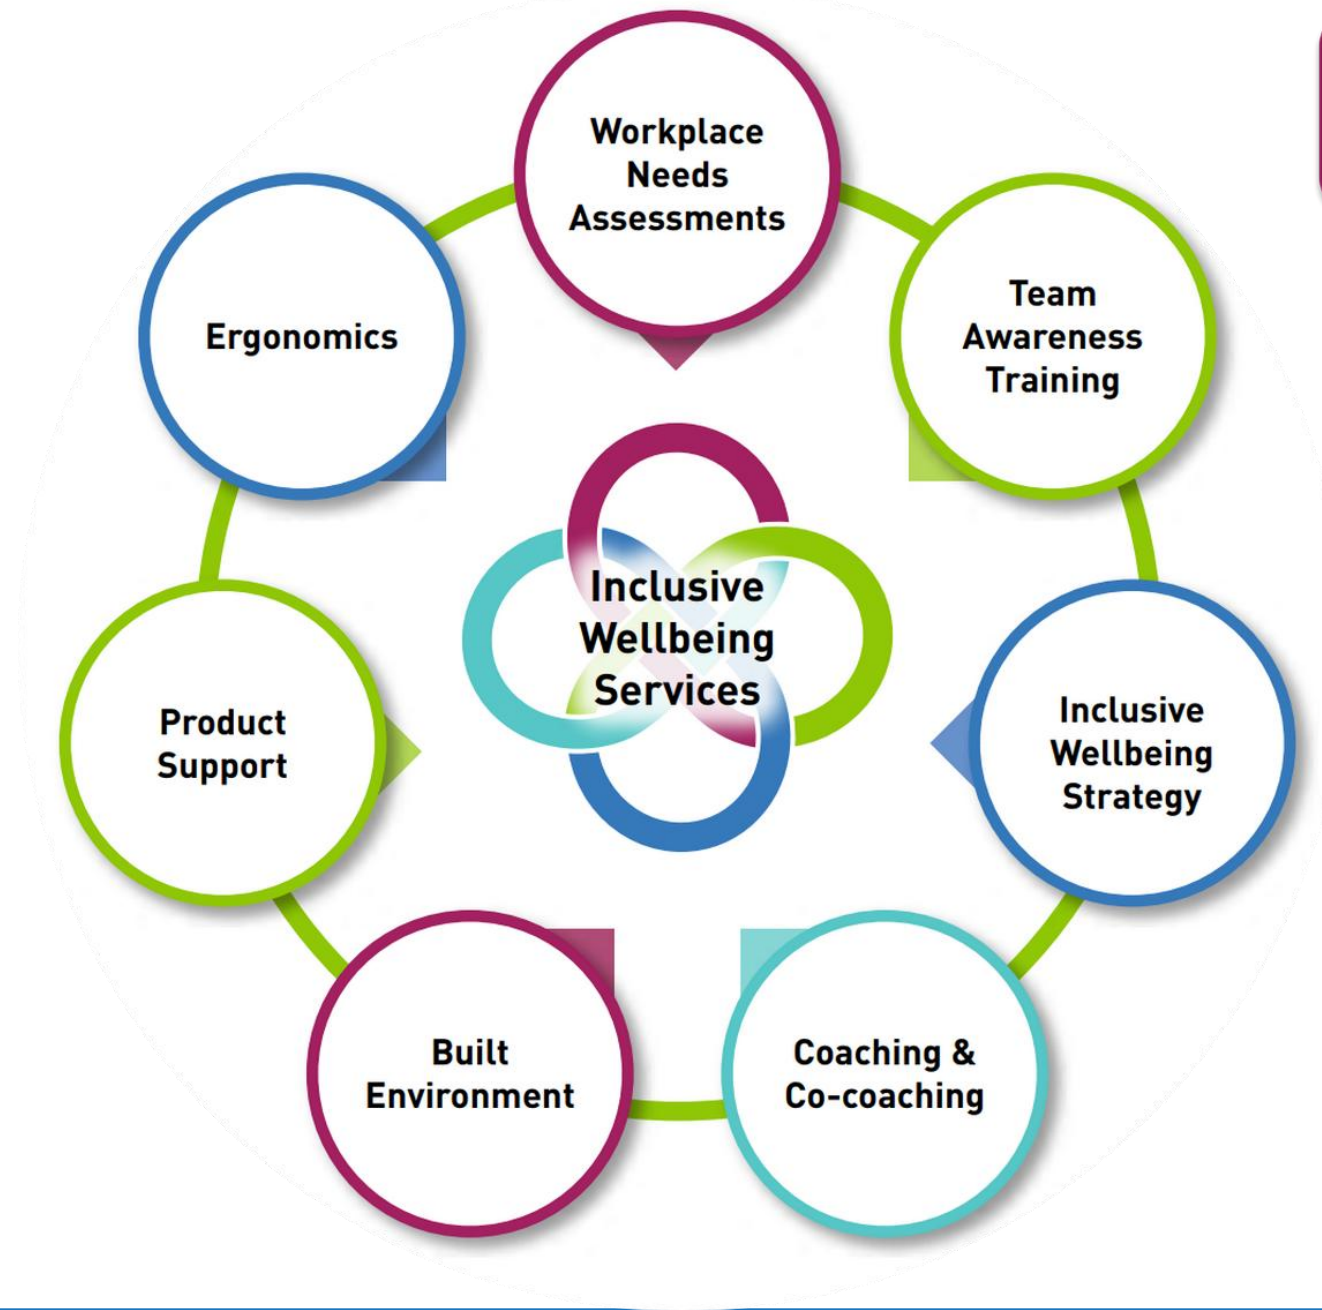 Workplace
Needs
Assessments
Team
Awareness
Training
Ergonomics
Inclusive
Wellbeing
Services
Inclusive
Wellbeing
Strategy
Product
Support
Built
Environment
Coaching &
Co-coaching